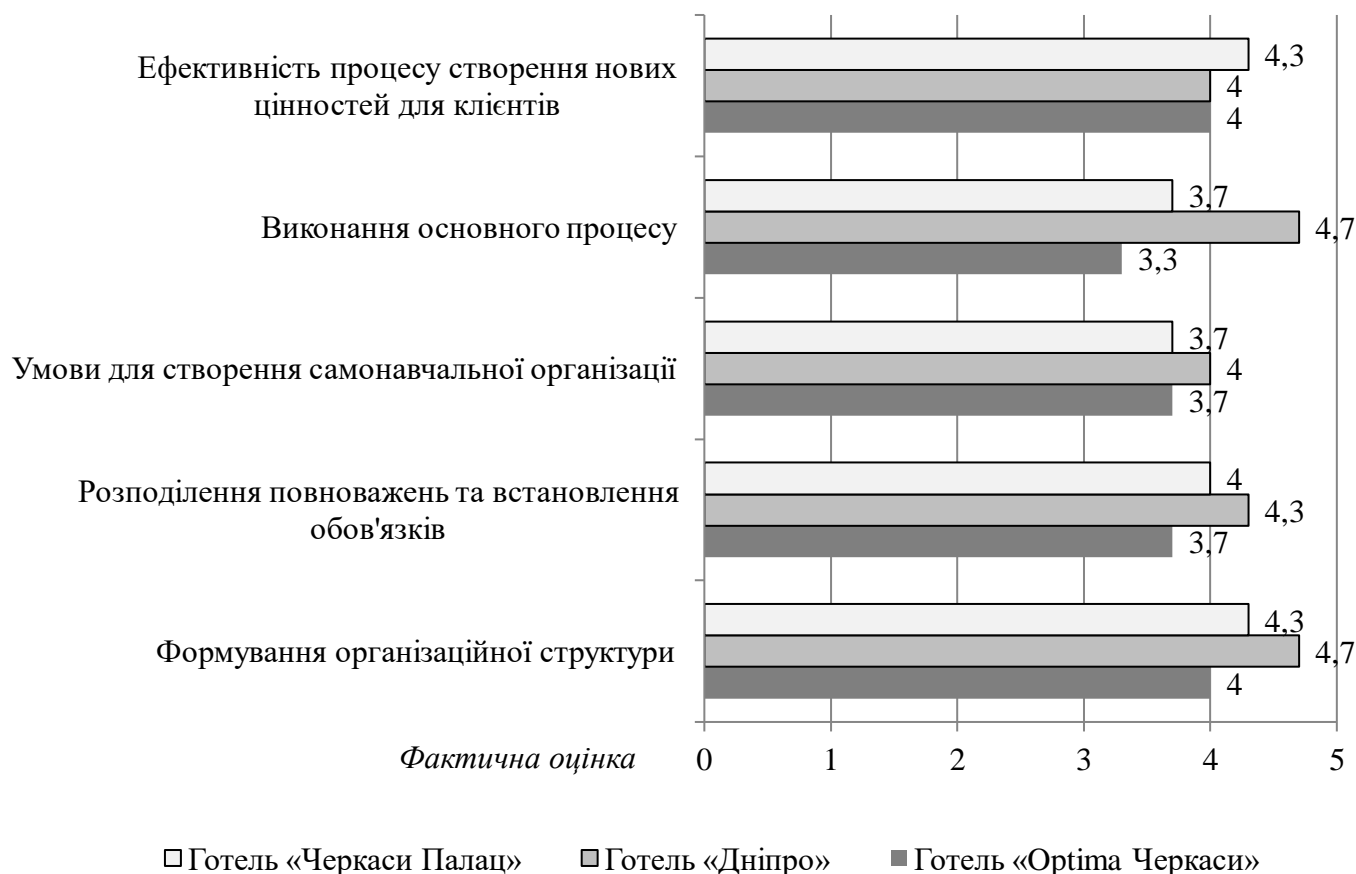 Ефективність процесу створення нових
цінностей для клієнтів
4,3
4
4
Виконання основного процесу
3,7
4,7
3,3
Умови для створення самонавчальної організації
3,7
4
3,7
Розподілення повноважень та встановлення
обов'язків
4
4,3
3,7
Формування організаційної структури
4,3
4,7
4
Фактична оцінка
0 1 2 3 4 5
Готель «Черкаси Палац» Готель «Дніпро» Готель «Optima Черкаси»